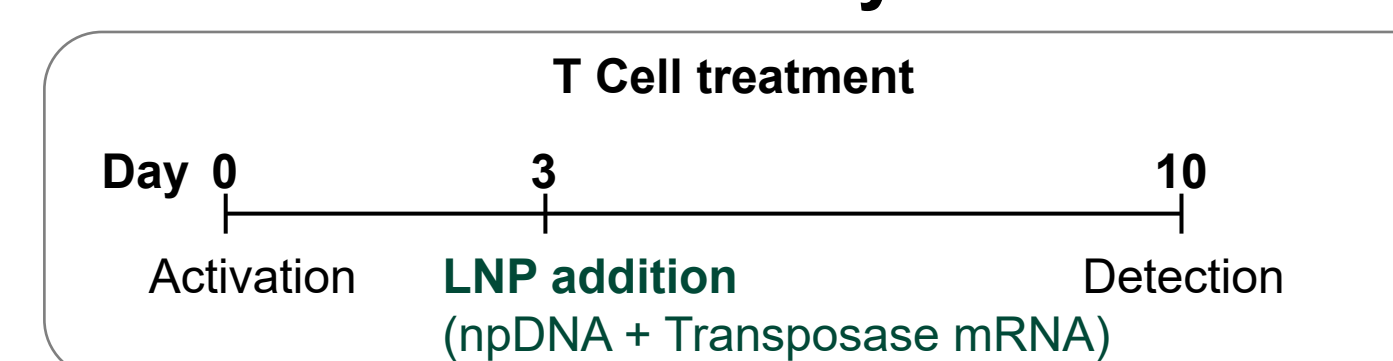 T Cell treatment
Day 0 3 10
Activation LNP addition Detection
(npDNA + Transposase mRNA)